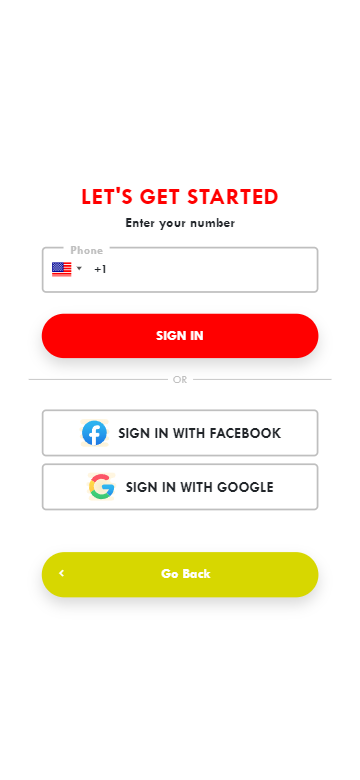 LET'S GET STARTED
Enter your number
Phone
+1
SIGN IN
OR
SIGN IN WITH FACEBOOK
SIGN IN WITH GOOGLE
Go Back